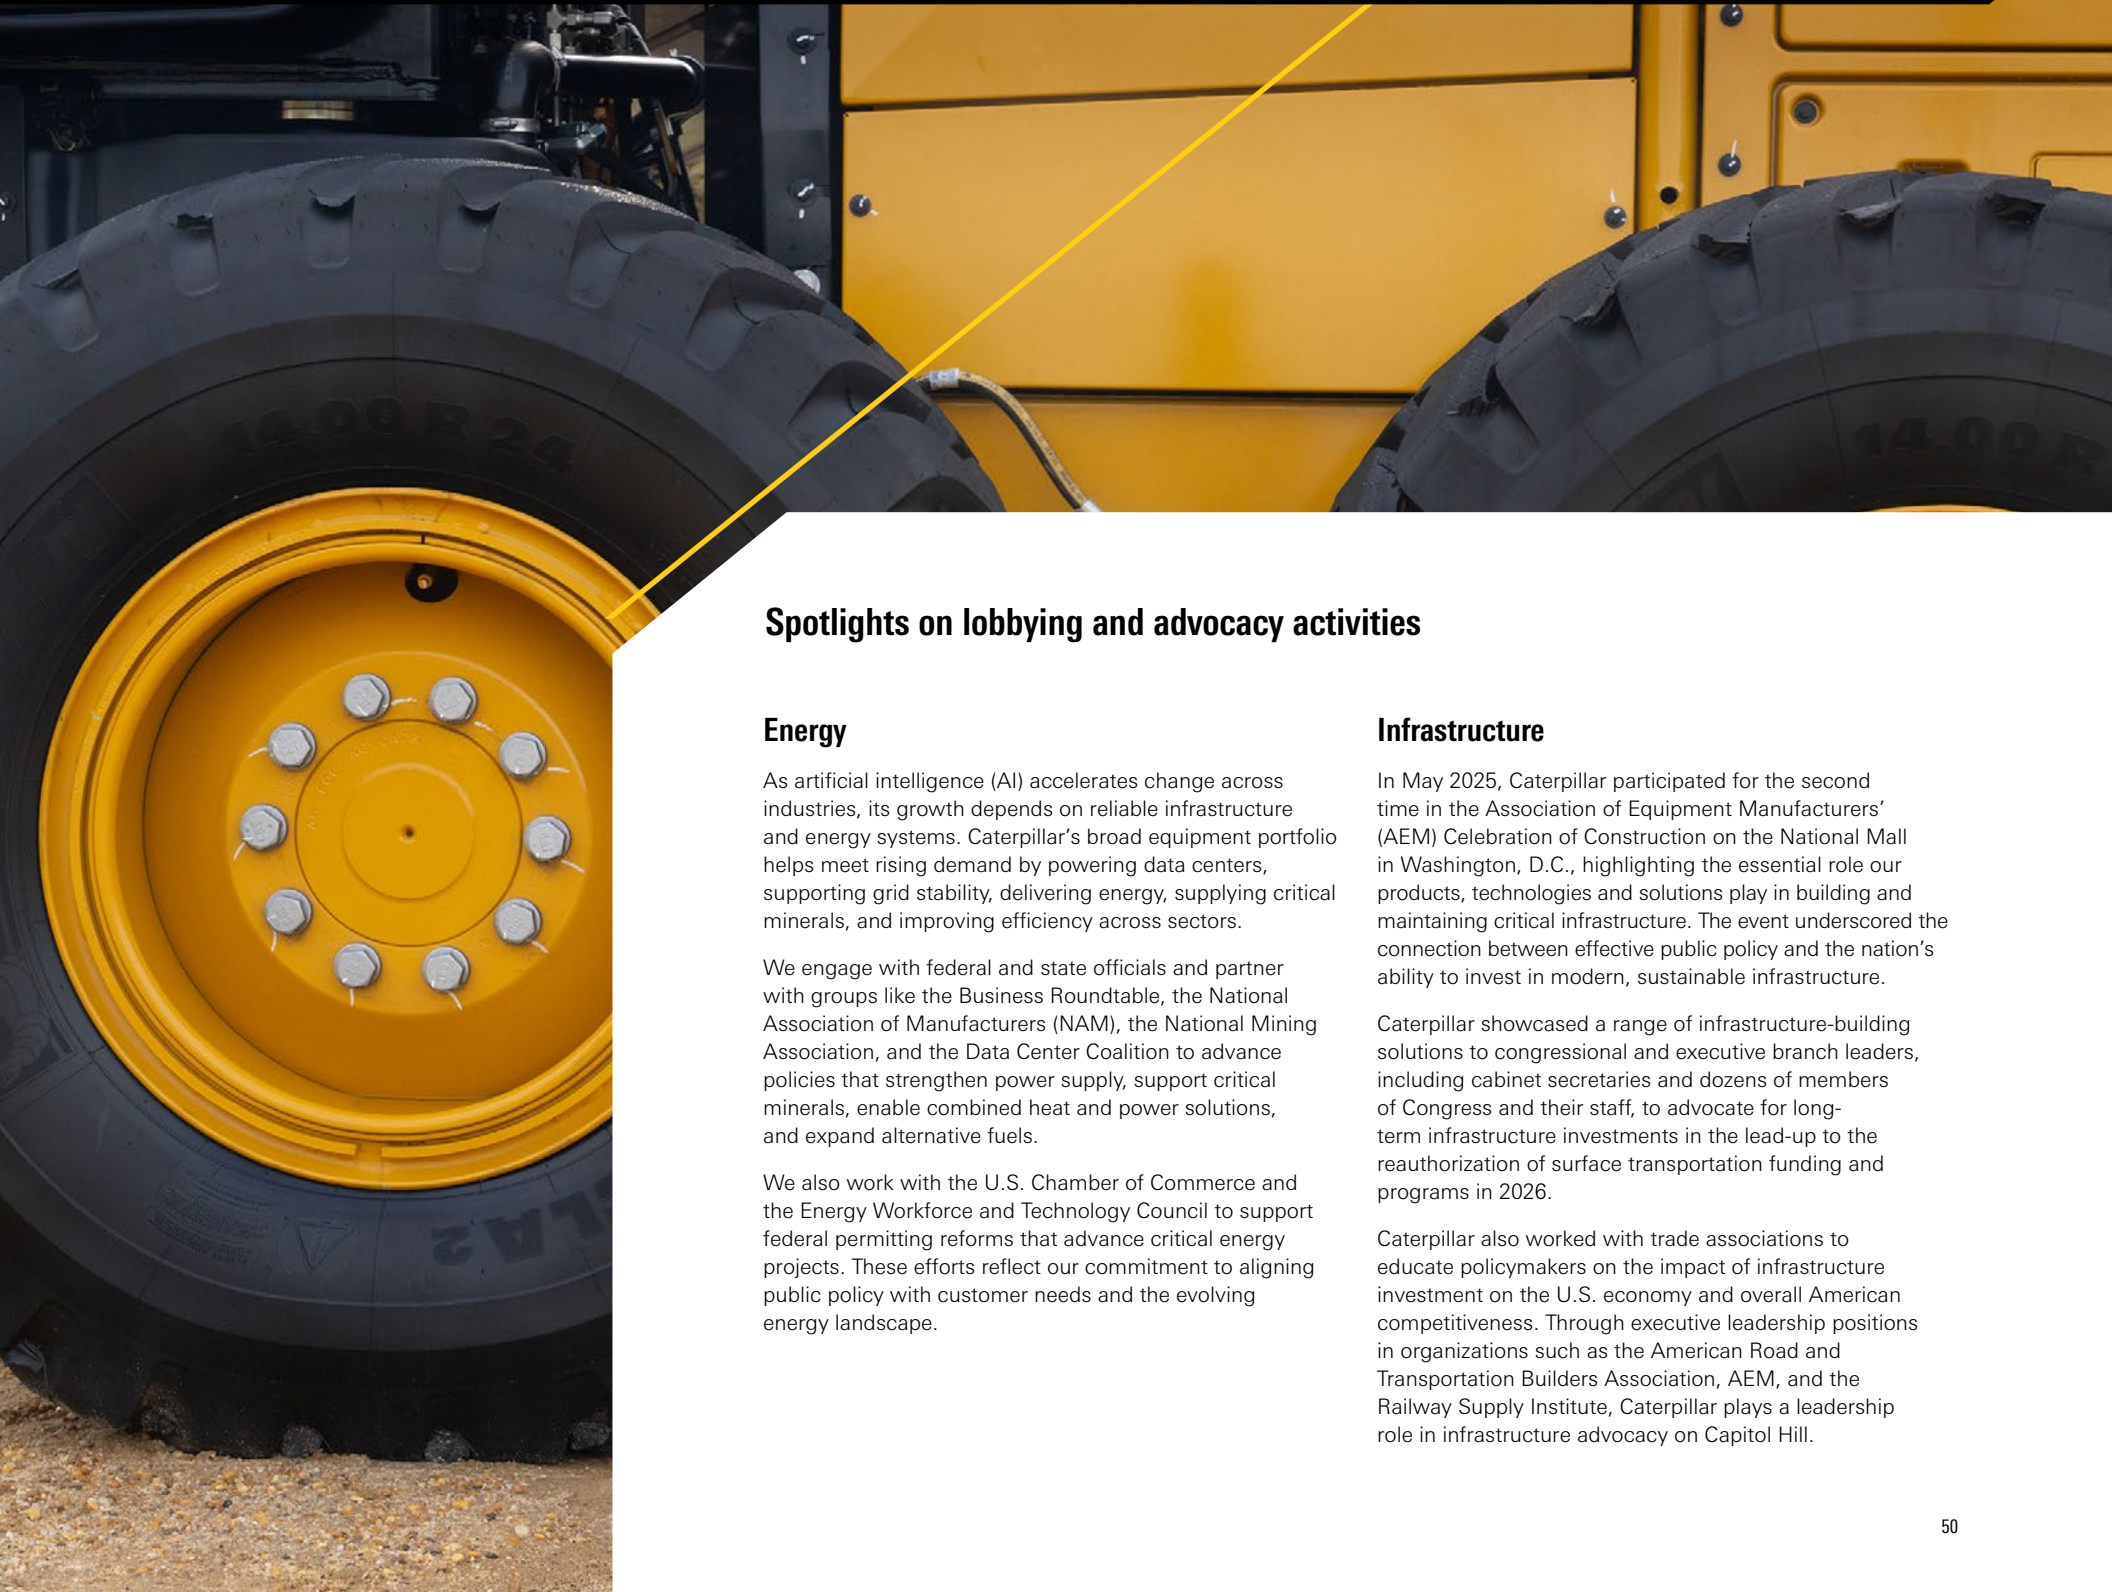 14.00 R 24
14.00 R
Spotlights on lobbying and advocacy activities
Energy
As artificial intelligence (AI) accelerates change across
industries, its growth depends on reliable infrastructure
and energy systems. Caterpillar’s broad equipment portfolio
helps meet rising demand by powering data centers,
supporting grid stability, delivering energy, supplying critical
minerals, and improving efficiency across sectors.
We engage with federal and state officials and partner
with groups like the Business Roundtable, the National
Association of Manufacturers (NAM), the National Mining
Association, and the Data Center Coalition to advance
policies that strengthen power supply, support critical
minerals, enable combined heat and power solutions,
and expand alternative fuels.
We also work with the U.S. Chamber of Commerce and
the Energy Workforce and Technology Council to support
federal permitting reforms that advance critical energy
projects. These efforts reflect our commitment to aligning
public policy with customer needs and the evolving
energy landscape.
Infrastructure
In May 2025, Caterpillar participated for the second
time in the Association of Equipment Manufacturers’
(AEM) Celebration of Construction on the National Mall
in Washington, D.C., highlighting the essential role our
products, technologies and solutions play in building and
maintaining critical infrastructure. The event underscored the
connection between effective public policy and the nation’s
ability to invest in modern, sustainable infrastructure.
Caterpillar showcased a range of infrastructure-building
solutions to congressional and executive branch leaders,
including cabinet secretaries and dozens of members
of Congress and their staff, to advocate for long-
term infrastructure investments in the lead-up to the
reauthorization of surface transportation funding and
programs in 2026.
Caterpillar also worked with trade associations to
educate policymakers on the impact of infrastructure
investment on the U.S. economy and overall American
competitiveness. Through executive leadership positions
in organizations such as the American Road and
Transportation Builders Association, AEM, and the
Railway Supply Institute, Caterpillar plays a leadership
role in infrastructure advocacy on Capitol Hill.
50